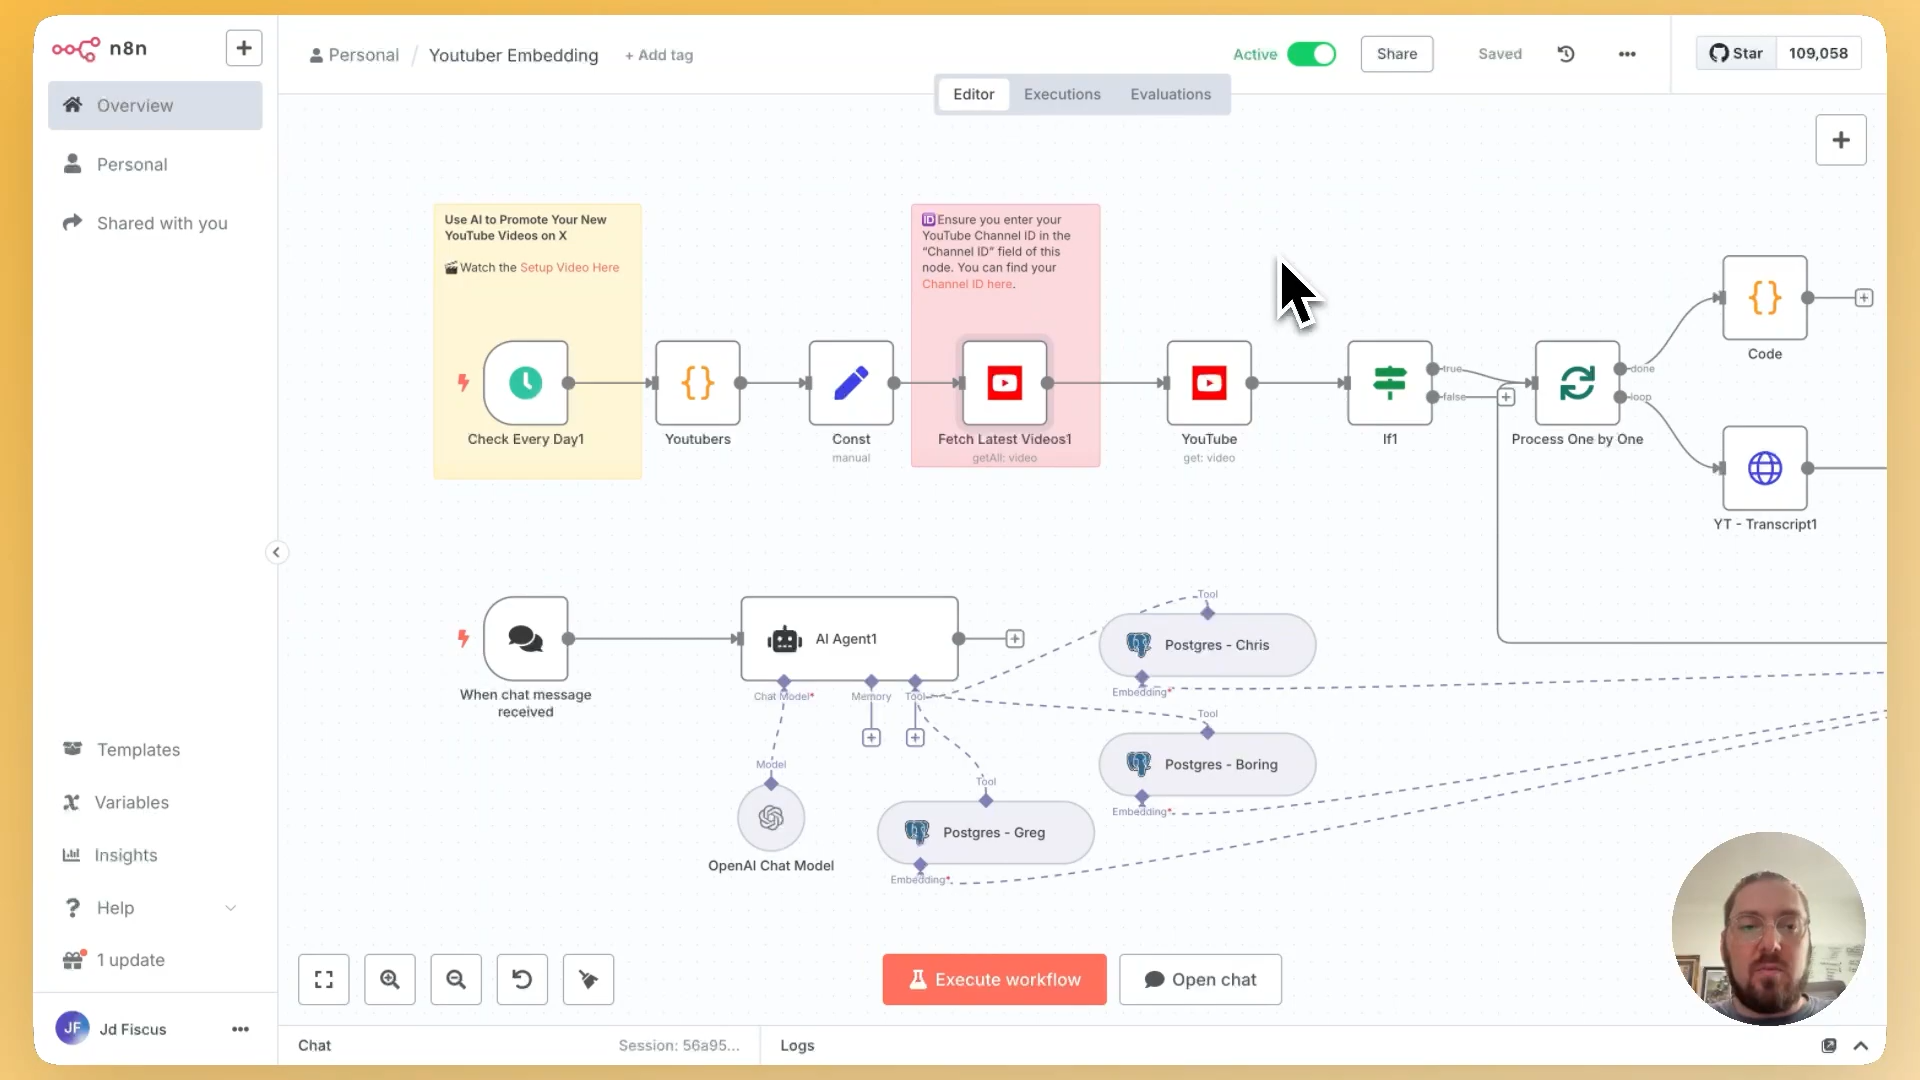 n8n
Personal / Youtuber Embedding + Add tag
Active
Share
Saved
Star 109,058
Editor Executions Evaluations
Overview
Personal
Shared with you
Use AI to Promote Your New
YouTube Videos on X
🎬Watch the Setup Video Here
🆔Ensure you enter your
YouTube Channel ID in the
"Channel ID" field of this
node. You can find your
Channel ID here.
Check Every Day1
Youtubers
Const
manual
Fetch Latest Videos1
getAll: video
YouTube
get: video
true
false
If1
done
loop
Process One by One
Code
YT - Transcript1
When chat message
received
AI Agent1
Chat Model*
Memory
Tool
Model
OpenAI Chat Model
Tool
Postgres - Chris
Embedding*
Tool
Postgres - Boring
Embedding*
Tool
Postgres - Greg
Embedding*
Templates
Variables
Insights
Help
1 update
JF Jd Fiscus
Execute workflow
Open chat
Chat
Session: 56a95...
Logs